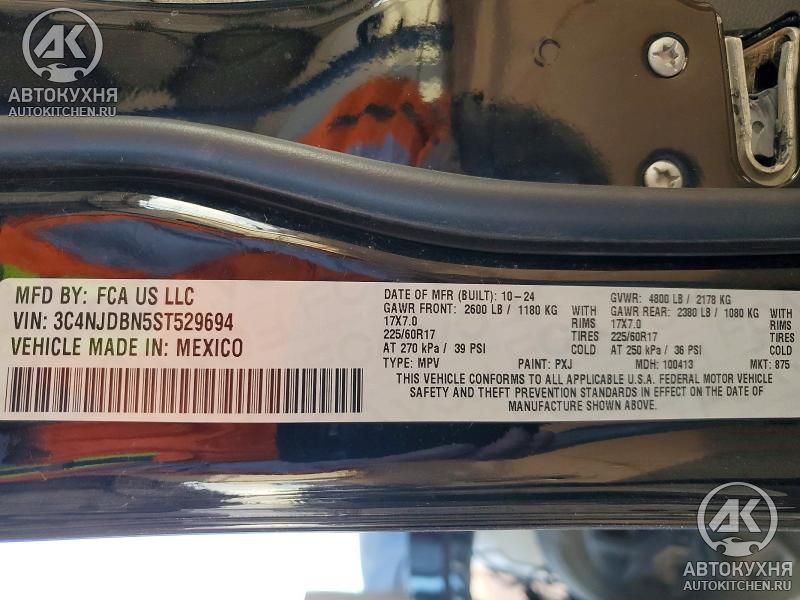 АК
АВТОКУХНЯ
AUTOKITCHEN.RU
MFD BY: FCA US LLC
VIN: 3C4NJDBN5ST529694
VEHICLE MADE IN: MEXICO
DATE OF MFR (BUILT): 10-24 GVWR: 4800 LB / 2178 KG
GAWR FRONT: 2600 LB / 1180 KG GAWR REAR: 2380 LB / 1080 KG
17X7.0 RIMS 17X7.0 RIMS
225/60R17 TIRES 225/60R17 TIRES
AT 270 kPa / 39 PSI COLD AT 250 kPa / 36 PSI COLD
TYPE: MPV PAINT: PXJ MDH: 100413 MKT: 875
THIS VEHICLE CONFORMS TO ALL APPLICABLE U.S.A. FEDERAL MOTOR VEHICLE
SAFETY AND THEFT PREVENTION STANDARDS IN EFFECT ON THE DATE OF
MANUFACTURE SHOWN ABOVE.
АК
АВТОКУХНЯ
AUTOKITCHEN.RU